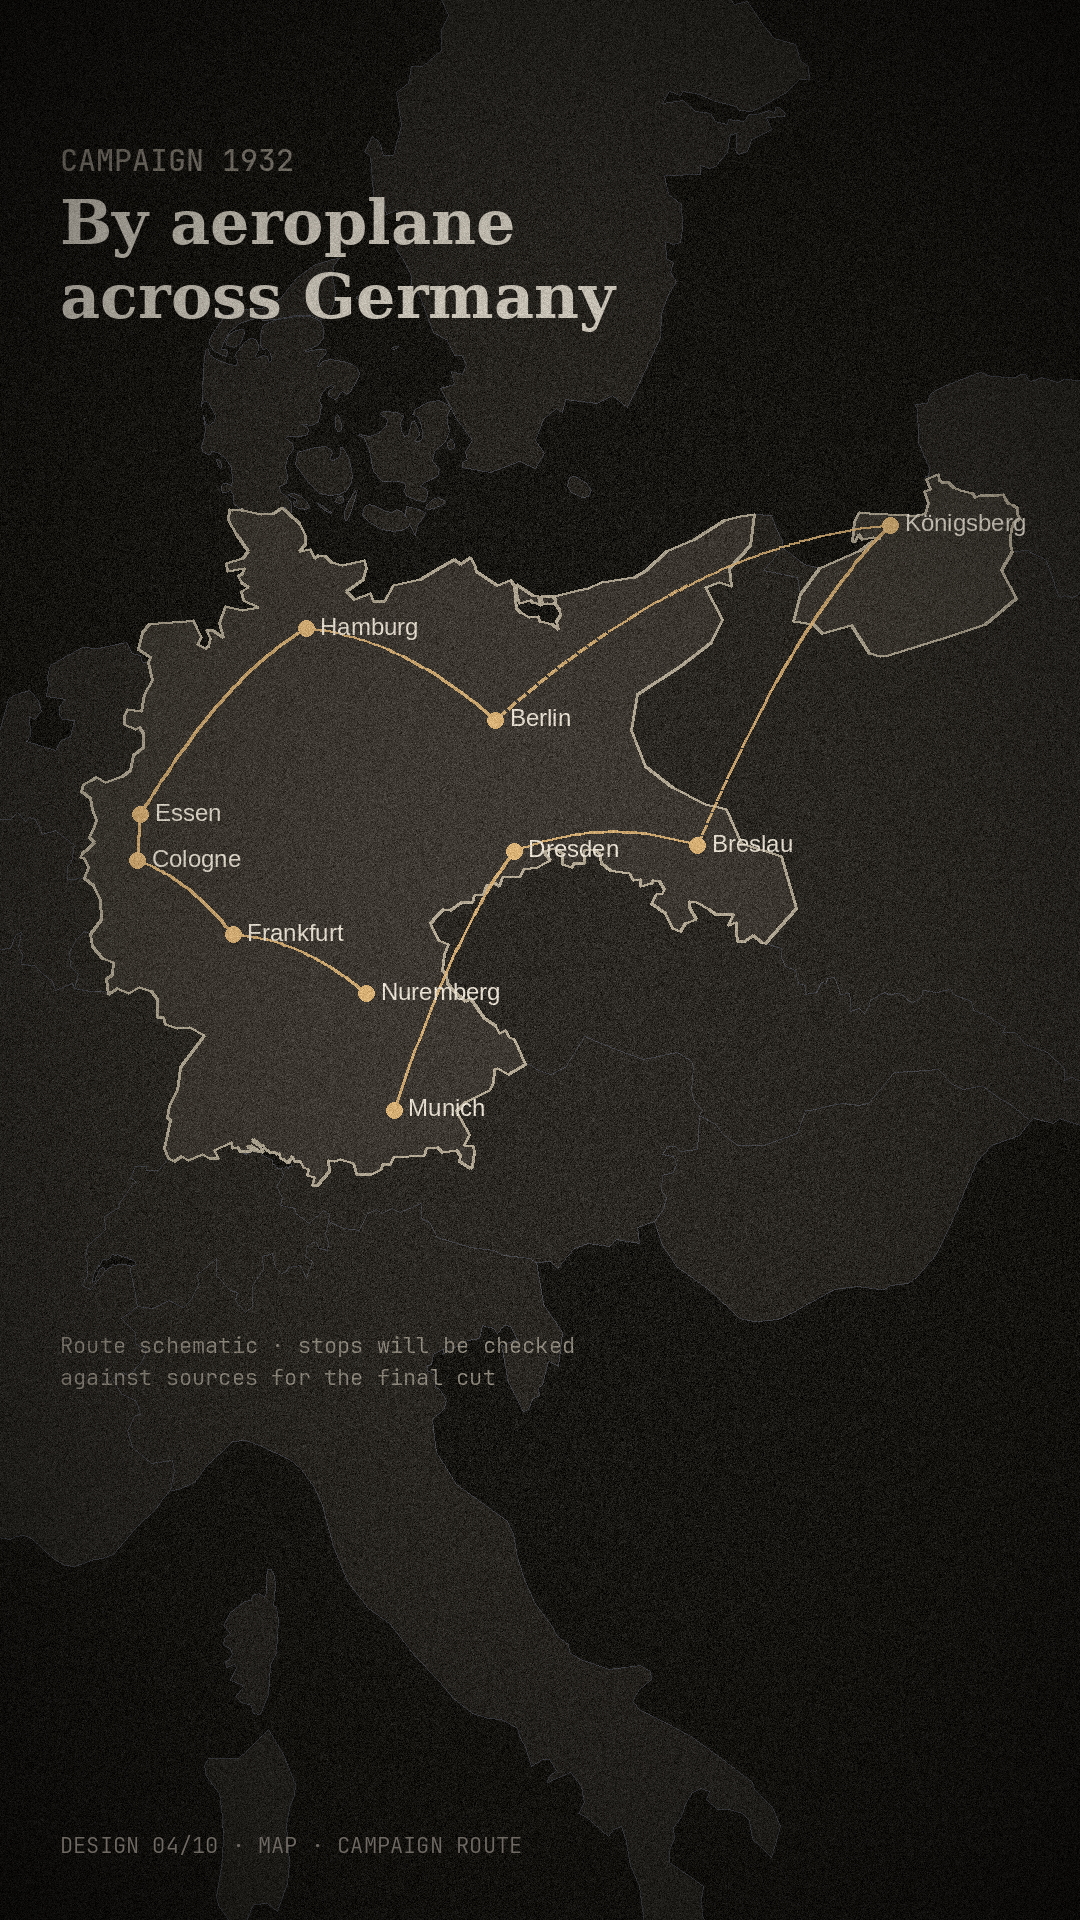 CAMPAIGN 1932
By aeroplane
across Germany
Königsberg
Hamburg
Berlin
Essen
Cologne
Dresden
Breslau
Frankfurt
Nuremberg
Munich
Route schematic · stops will be checked
against sources for the final cut
DESIGN 04/10 · MAP · CAMPAIGN ROUTE